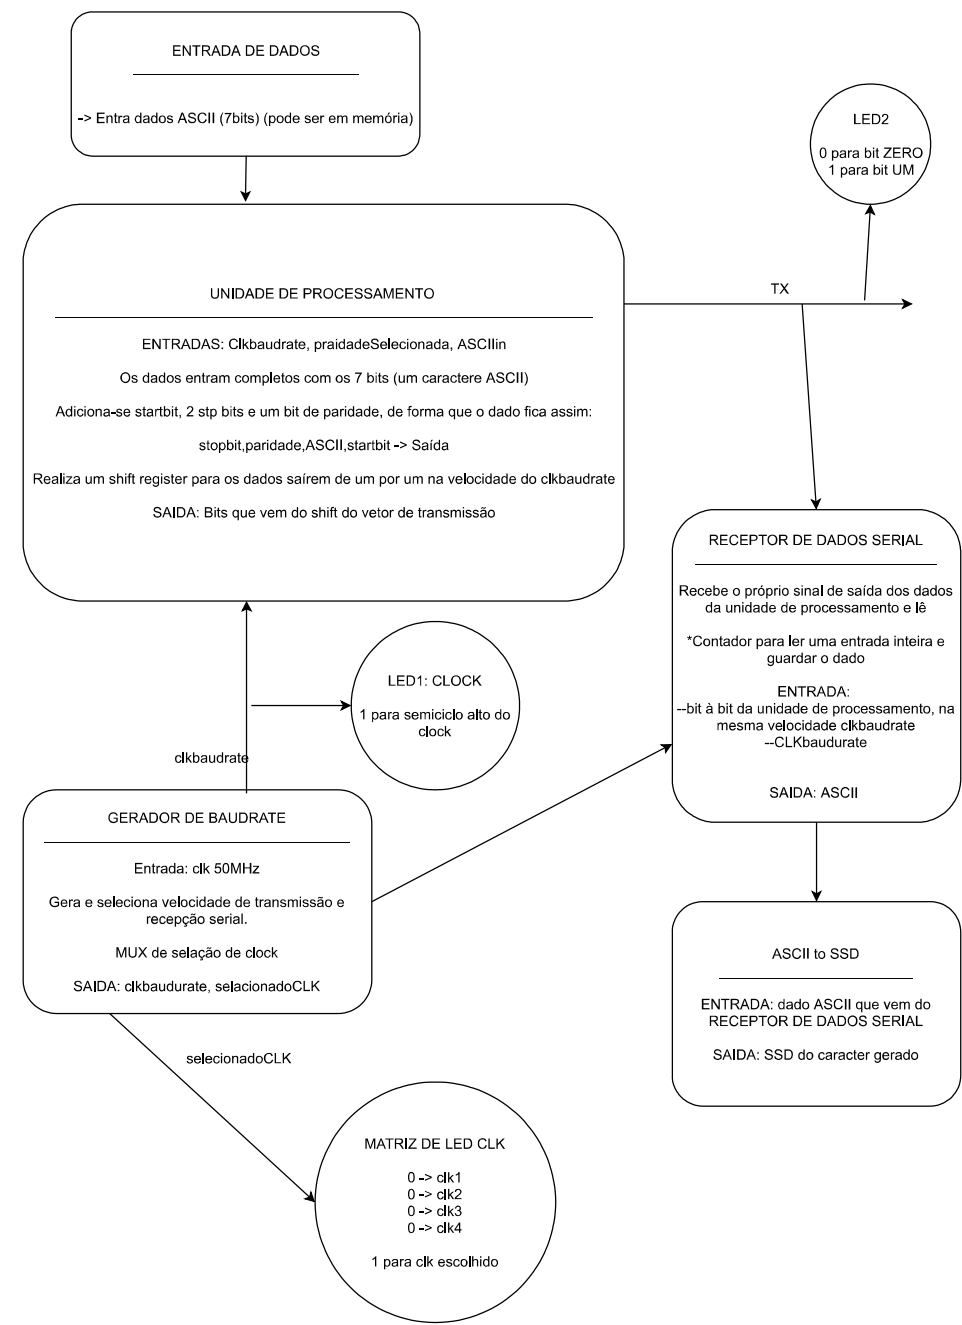 ENTRADA DE DADOS
-> Entra dados ASCII (7bits) (pode ser em memória)
LED2
0 para bit ZERO
1 para bit UM
UNIDADE DE PROCESSAMENTO
ENTRADAS: Clkbaudrate, praidadeSelecionada, ASCIIin
Os dados entram completos com os 7 bits (um caractere ASCII)
Adiciona-se startbit, 2 stp bits e um bit de paridade, de forma que o dado fica assim:
stopbit,paridade,ASCII,startbit -> Saída
Realiza um shift register para os dados saírem de um por um na velocidade do clkbaudrate
SAIDA: Bits que vem do shift do vetor de transmissão
TX
RECEPTOR DE DADOS SERIAL
Recebe o próprio sinal de saída dos dados
da unidade de processamento e lê
*Contador para ler uma entrada inteira e
guardar o dado
ENTRADA:
--bit à bit da unidade de processamento, na
mesma velocidade clkbaudrate
--CLKbaudurate
SAIDA: ASCII
LED1: CLOCK
1 para semiciclo alto do
clock
clkbaudrate
GERADOR DE BAUDRATE
Entrada: clk 50MHz
Gera e seleciona velocidade de transmissão e
recepção serial.
MUX de selação de clock
SAIDA: clkbaudurate, selacionadoCLK
ASCII to SSD
ENTRADA: dado ASCII que vem do
RECEPTOR DE DADOS SERIAL
SAIDA: SSD do caracter gerado
selecionadoCLK
MATRIZ DE LED CLK
0 -> clk1
0 -> clk2
0 -> clk3
0 -> clk4
1 para clk escolhido